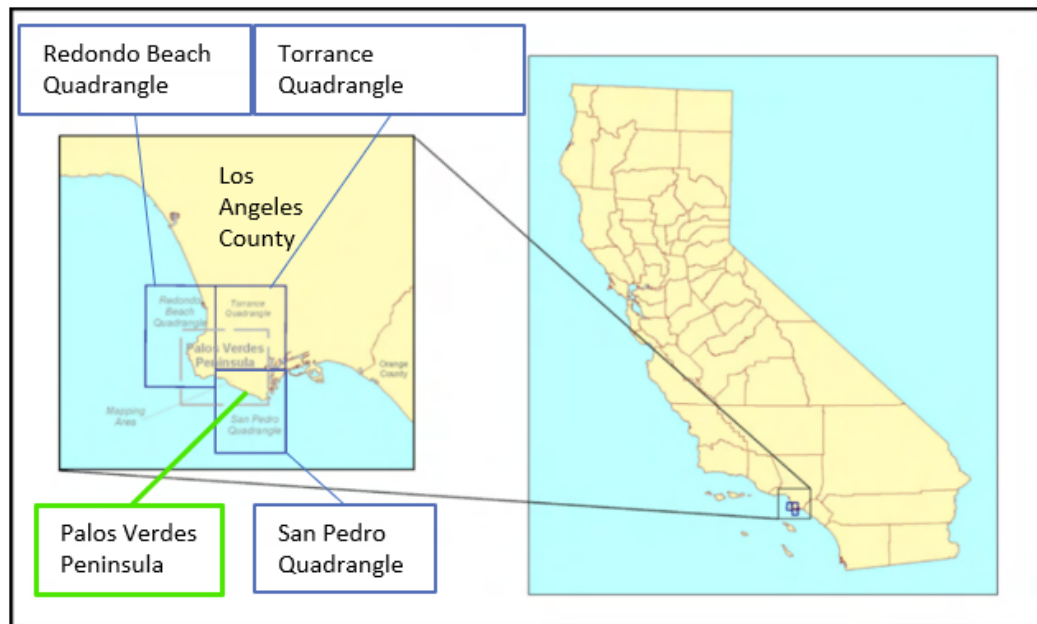 Redondo Beach
Quadrangle
Torrance
Quadrangle
Los
Angeles
County
Redondo
Beach
Quadrangle
Torrance
Quadrangle
Palos Verdes
Peninsula
Orange
County
Mapping
Area
San Pedro
Quadrangle
Palos Verdes
Peninsula
San Pedro
Quadrangle